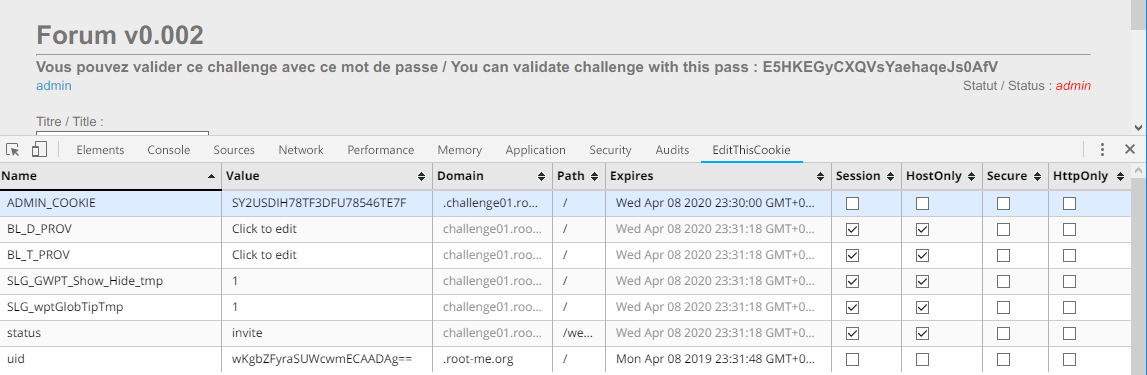 Forum v0.002
Vous pouvez valider ce challenge avec ce mot de passe / You can validate challenge with this pass : E5HKEGyCXQVsYaehaqeJs0AfV
admin Statut / Status : admin
Titre / Title :
Elements Console Sources Network Performance Memory Application Security Audits EditThisCookie
Name Value Domain Path Expires Session HostOnly Secure HttpOnly
ADMIN_COOKIE SY2USDIH78TF3DFU78546TE7F .challenge01.ro... / Wed Apr 08 2020 23:30:00 GMT+0...
BL_D_PROV Click to edit challenge01.roo... / Wed Apr 08 2020 23:31:18 GMT+0...
BL_T_PROV Click to edit challenge01.roo... / Wed Apr 08 2020 23:31:18 GMT+0...
SLG_GWPT_Show_Hide_tmp 1 challenge01.roo... / Wed Apr 08 2020 23:31:18 GMT+0...
SLG_wptGlobTipTmp 1 challenge01.roo... / Wed Apr 08 2020 23:31:18 GMT+0...
status invite challenge01.roo... /we... Wed Apr 08 2020 23:31:18 GMT+0...
uid wKgbZFyraSUWcwmECAADAg== .root-me.org / Mon Apr 08 2019 23:31:48 GMT+0...